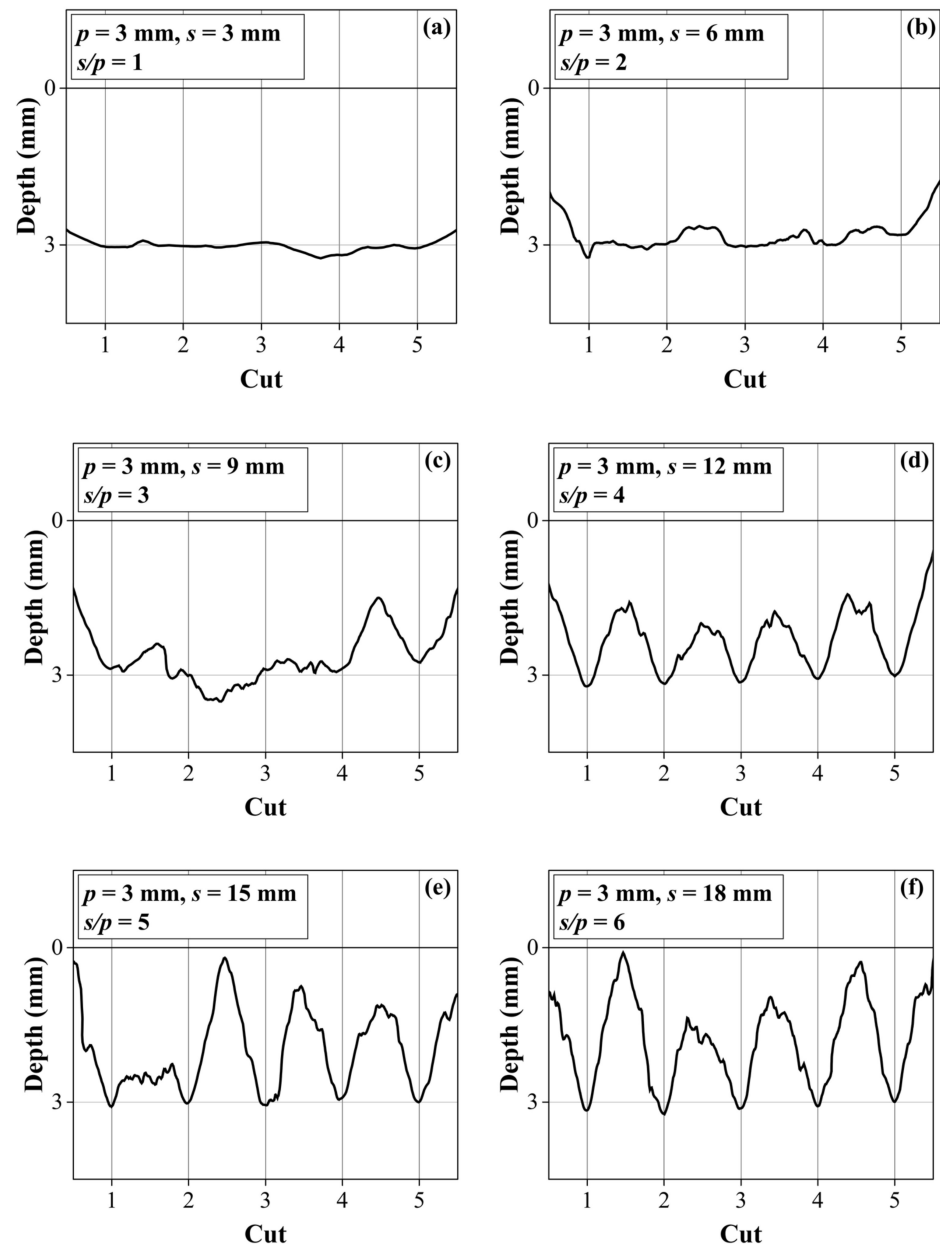 (a)
p = 3 mm, s = 3 mm
s/p = 1
Depth (mm)
0
3
1 2 3 4 5
Cut
(b)
p = 3 mm, s = 6 mm
s/p = 2
Depth (mm)
0
3
1 2 3 4 5
Cut
(c)
p = 3 mm, s = 9 mm
s/p = 3
Depth (mm)
0
3
1 2 3 4 5
Cut
(d)
p = 3 mm, s = 12 mm
s/p = 4
Depth (mm)
0
3
1 2 3 4 5
Cut
(e)
p = 3 mm, s = 15 mm
s/p = 5
Depth (mm)
0
3
1 2 3 4 5
Cut
(f)
p = 3 mm, s = 18 mm
s/p = 6
Depth (mm)
0
3
1 2 3 4 5
Cut